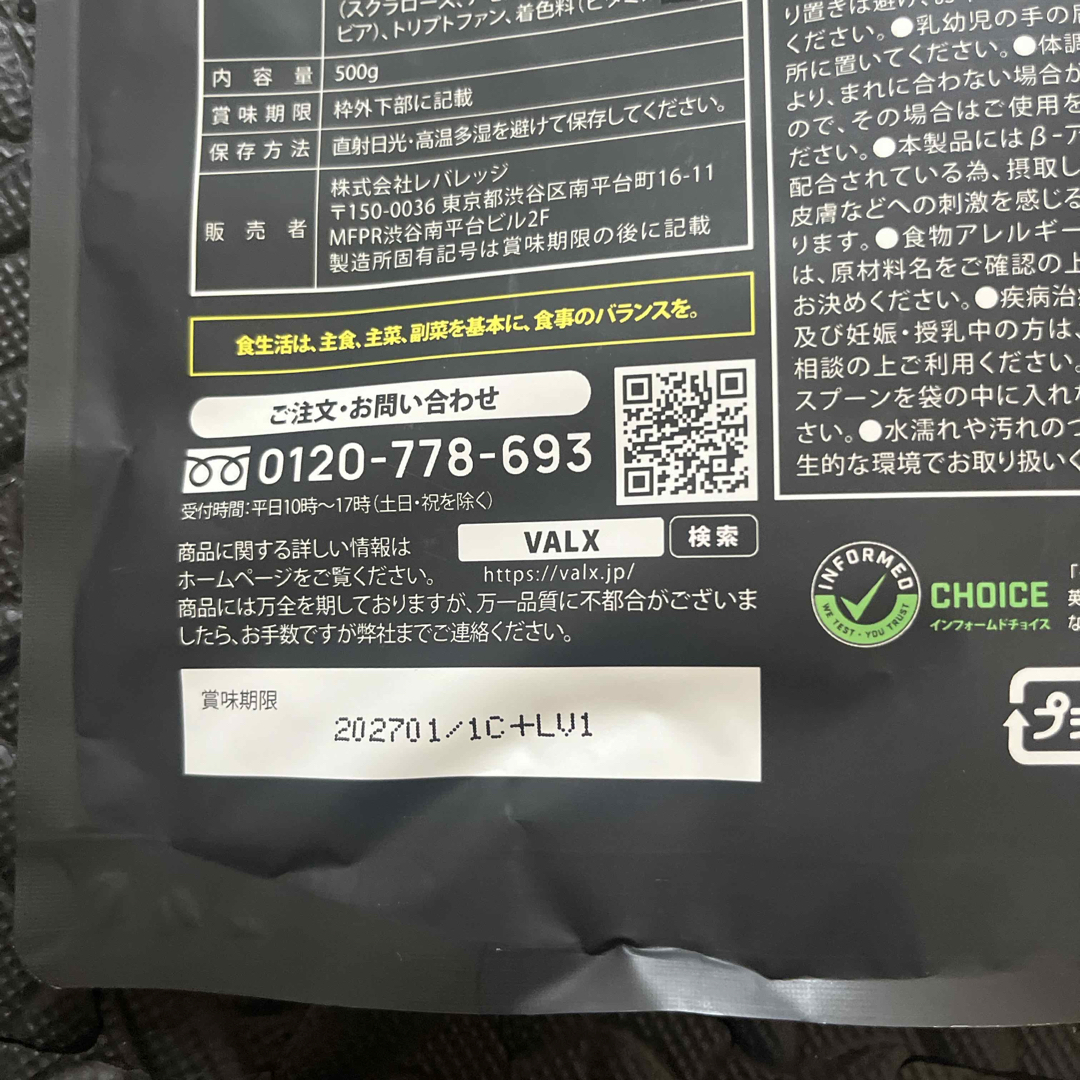 (スクラロース、
ビア)、トリプトファン、着色料(ビタミ
内容量 500g
賞味期限 枠外下部に記載
保存方法 直射日光・高温多湿を避けて保存してください。
販売者 株式会社レバレッジ
〒150-0036 東京都渋谷区南平台町16-11
MFPR渋谷南平台ビル2F
製造所固有記号は賞味期限の後に記載
食生活は、主食、主菜、副菜を基本に、食事のバランスを。
ご注文・お問い合わせ
0120-778-693
受付時間:平日10時〜17時(土日・祝を除く)
商品に関する詳しい情報は
ホームページをご覧ください。
VALX 検索
https://valx.jp/
商品には万全を期しておりますが、万一品質に不都合がございま
したら、お手数ですが弊社までご連絡ください。
賞味期限
202701/1C+LV1
り置きは避け、
ください。●乳幼児の手の
所に置いてください。●体調
より、まれに合わない場合が
ので、その場合はご使用を
ださい。●本製品にはβ-ア
配合されている為、摂取し
皮膚などへの刺激を感じる
ります。●食物アレルギー
は、原材料名をご確認の上
お決めください。●疾病治
及び妊娠・授乳中の方は、
相談の上ご利用ください。
スプーンを袋の中に入れ
さい。●水濡れや汚れのつ
生的な環境でお取り扱いく
INFORMED
WE TEST・YOU TRUST
CHOICE
インフォームドチョイス
英
な
プ